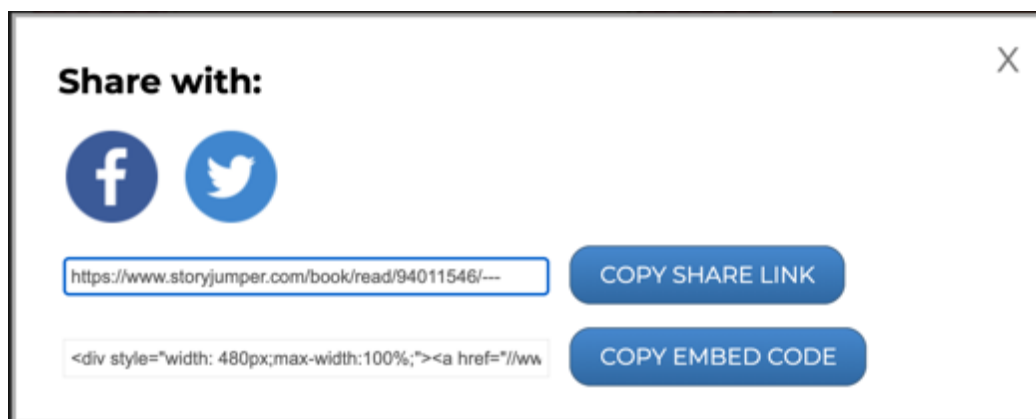 X
Share with:
https://www.storyjumper.com/book/read/94011546/---
COPY SHARE LINK
<div style="width: 480px;max-width:100%;"><a href="//ww
COPY EMBED CODE